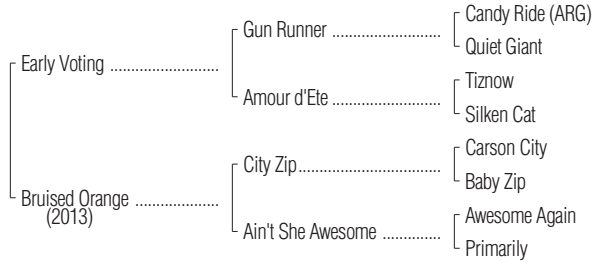 Candy Ride (ARG)
Gun Runner ........................
Quiet Giant
Early Voting ........................
Tiznow
Amour d'Ete ........................
Silken Cat
Carson City
City Zip................................
Baby Zip
Bruised Orange ..................
(2013)
Awesome Again
Ain't She Awesome ..............
Primarily